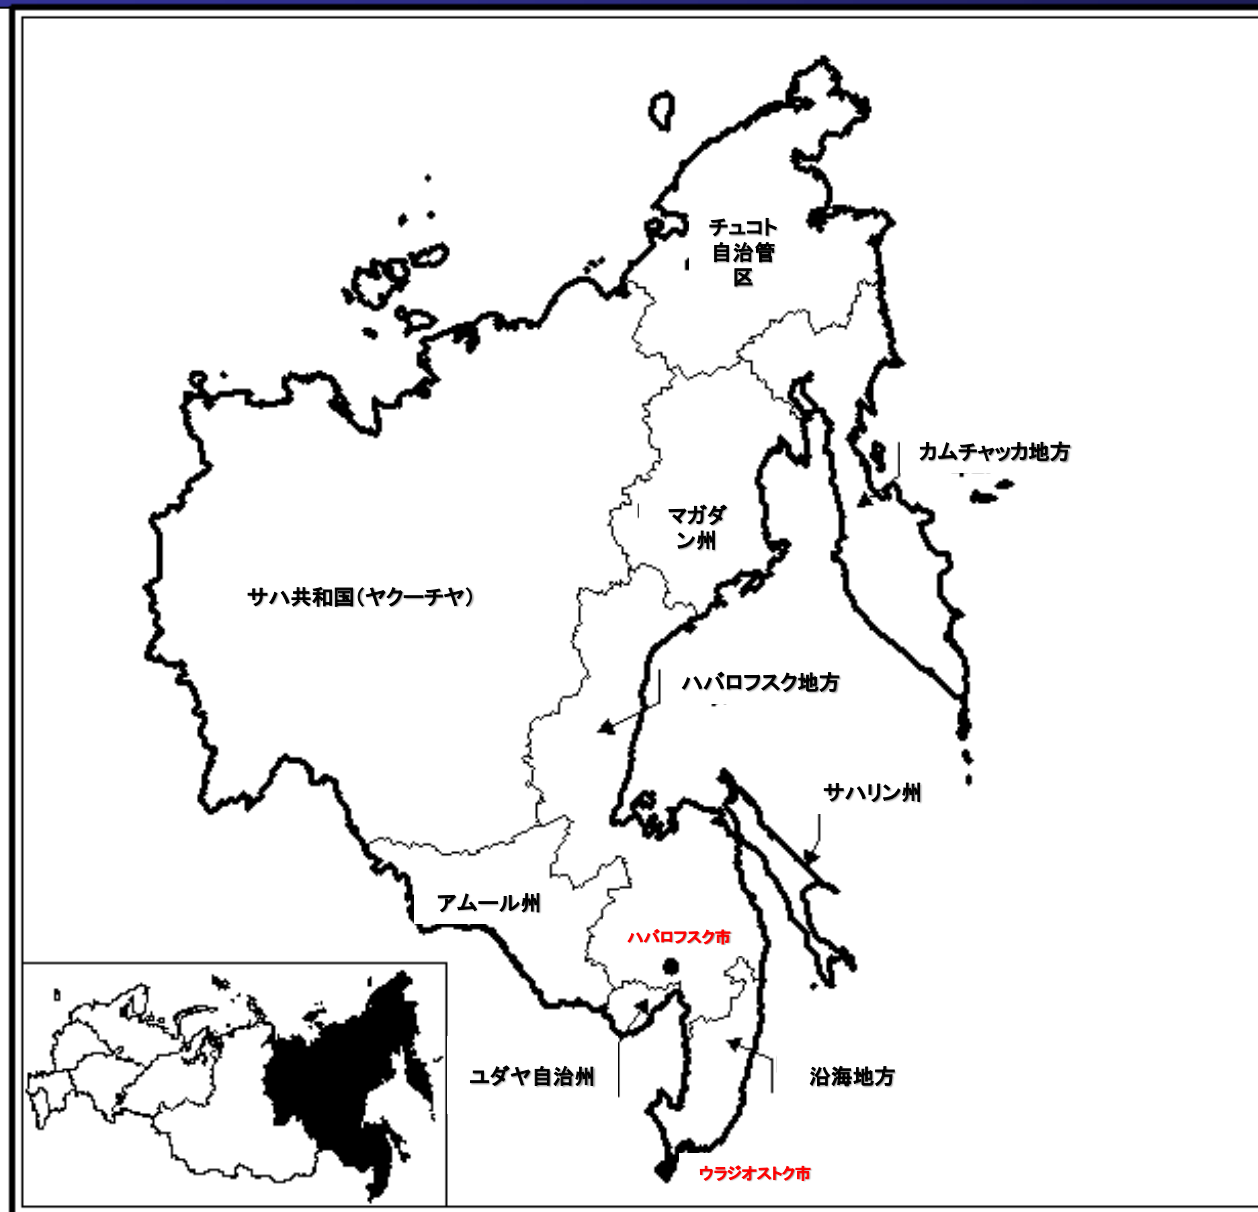 チュコト
自治管
区
カムチャッカ地方
マガダ
ン州
サハ共和国(ヤクーチヤ)
ハバロフスク地方
サハリン州
アムール州
ハバロフスク市
ユダヤ自治州
沿海地方
ウラジオストク市